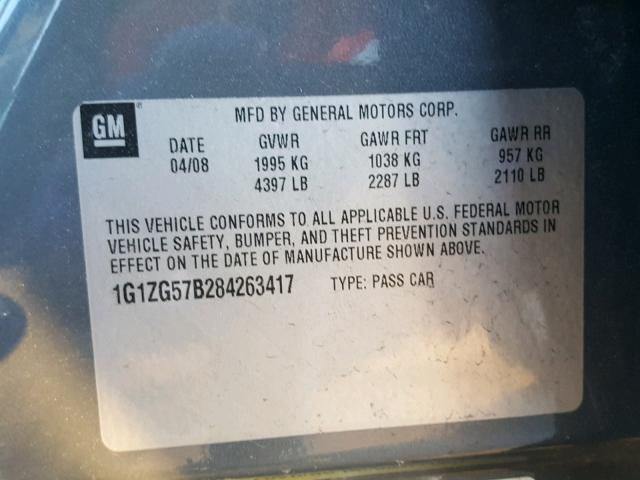 GM
MFD BY GENERAL MOTORS CORP.
DATE GVWR GAWR FRT GAWR RR
04/08 1995 KG 1038 KG 957 KG
4397 LB 2287 LB 2110 LB
THIS VEHICLE CONFORMS TO ALL APPLICABLE U.S. FEDERAL MOTOR
VEHICLE SAFETY, BUMPER, AND THEFT PREVENTION STANDARDS IN
EFFECT ON THE DATE OF MANUFACTURE SHOWN ABOVE.
1G1ZG57B284263417 TYPE: PASS CAR